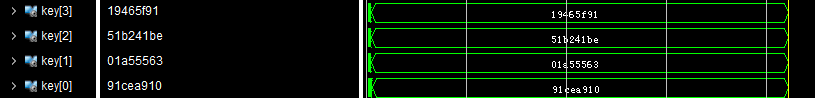 key[3] 19465f91 19465f91
key[2] 51b241be 51b241be
key[1] 01a55563 01a55563
key[0] 91cea910 91cea910